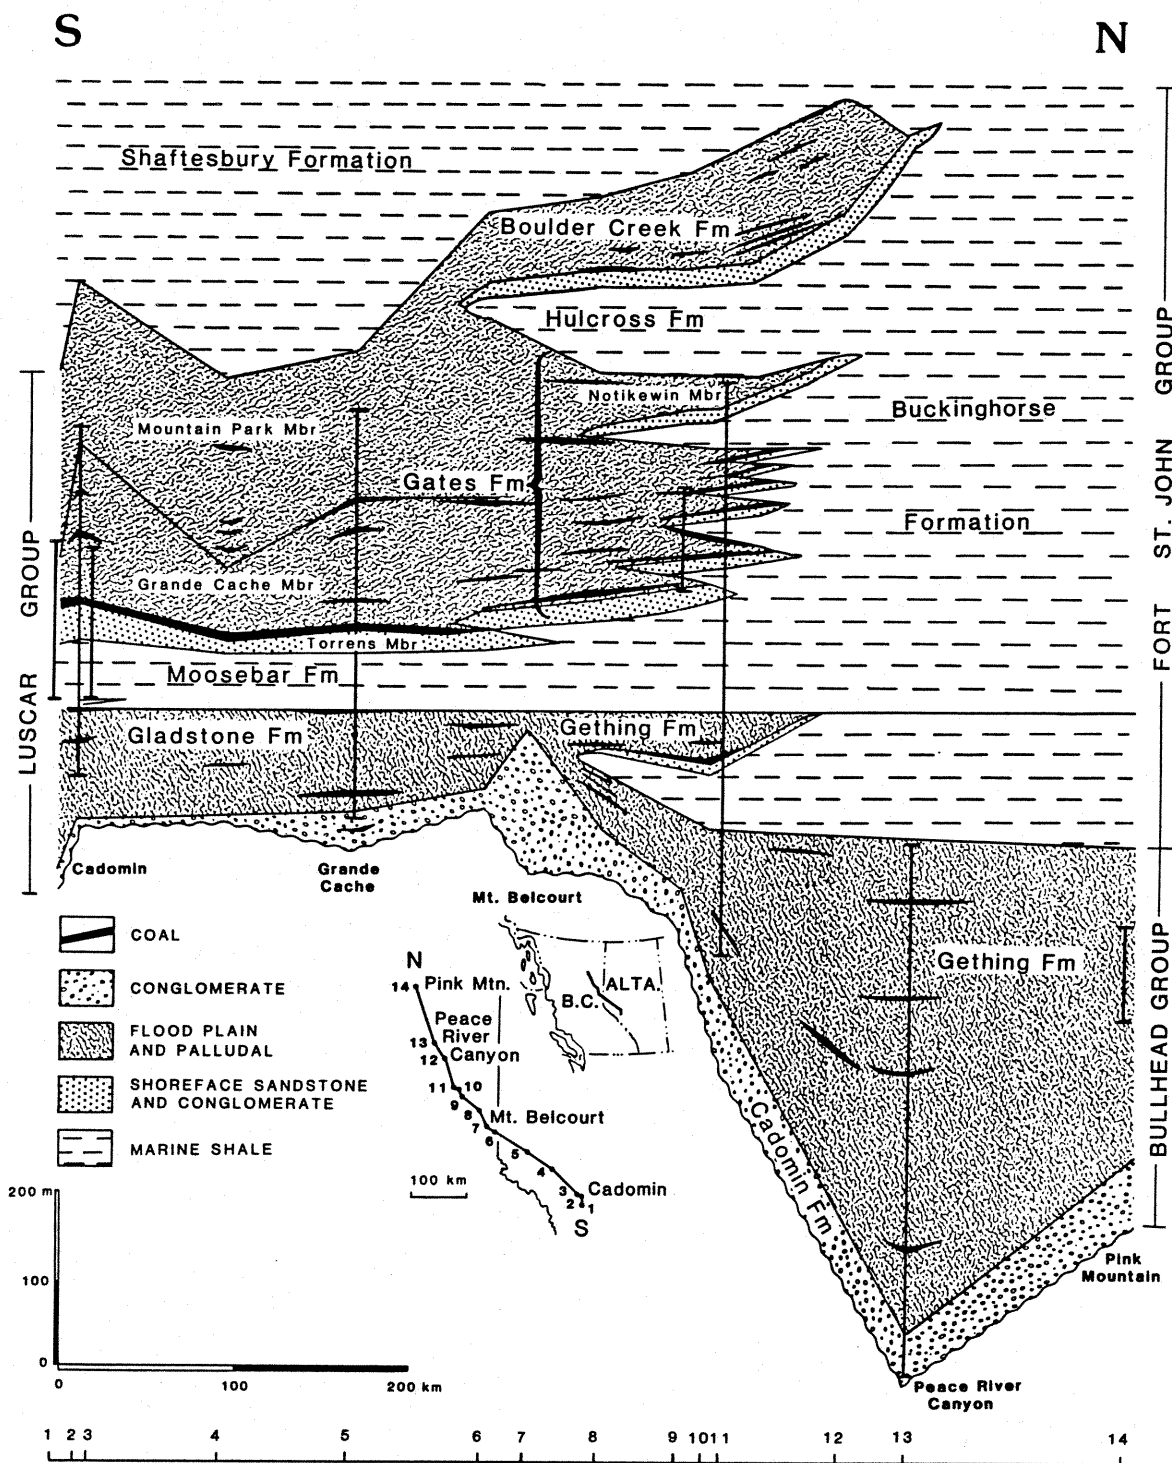 S
N
Shaftesbury Formation
Boulder Creek Fm
Hulcross Fm
Notikewin Mbr
Buckinghorse
Mountain Park Mbr
Gates Fm
Formation
Grande Cache Mbr
Torrens Mbr
Moosebar Fm
Gladstone Fm
Gething Fm
LUSCAR GROUP
FORT ST. JOHN GROUP
BULLHEAD GROUP
Cadomin
Grande
Cache
Mt. Belcourt
Gething Fm
Cadomin Fm
Pink
Mountain
Peace River
Canyon
COAL
CONGLOMERATE
FLOOD PLAIN
AND PALLUDAL
SHOREFACE SANDSTONE
AND CONGLOMERATE
MARINE SHALE
N
14 Pink Mtn.
Peace
River
13
12 Canyon
11 10
9
8
7 Mt. Belcourt
6
5
4
3 Cadomin
2 1
S
100 km
B.C.
ALTA.
200 m
100
0
0 100 200 km
1 2 3 4 5 6 7 8 9 10 11 12 13 14